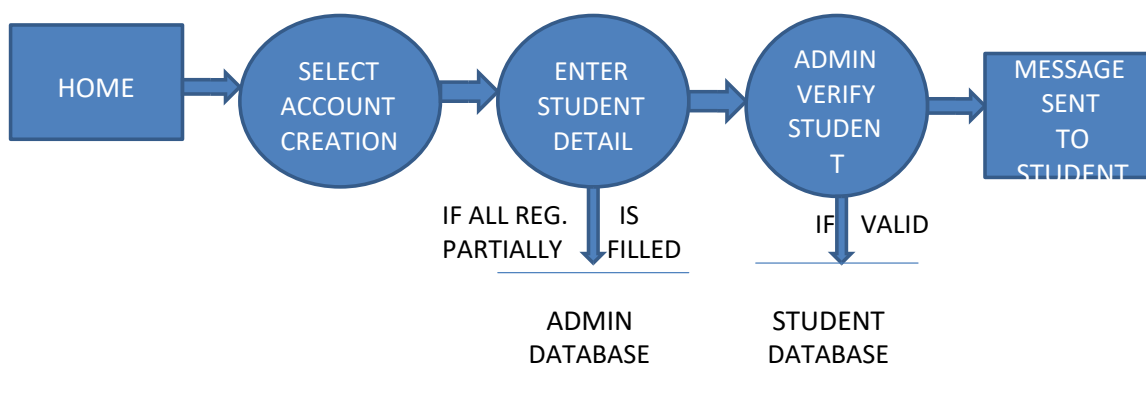 HOME
SELECT
ACCOUNT
CREATION
ENTER
STUDENT
DETAIL
ADMIN
VERIFY
STUDEN
T
MESSAGE
SENT
TO
STUDENT
IF ALL REG. IS
PARTIALLY FILLED
IF VALID
ADMIN
DATABASE
STUDENT
DATABASE